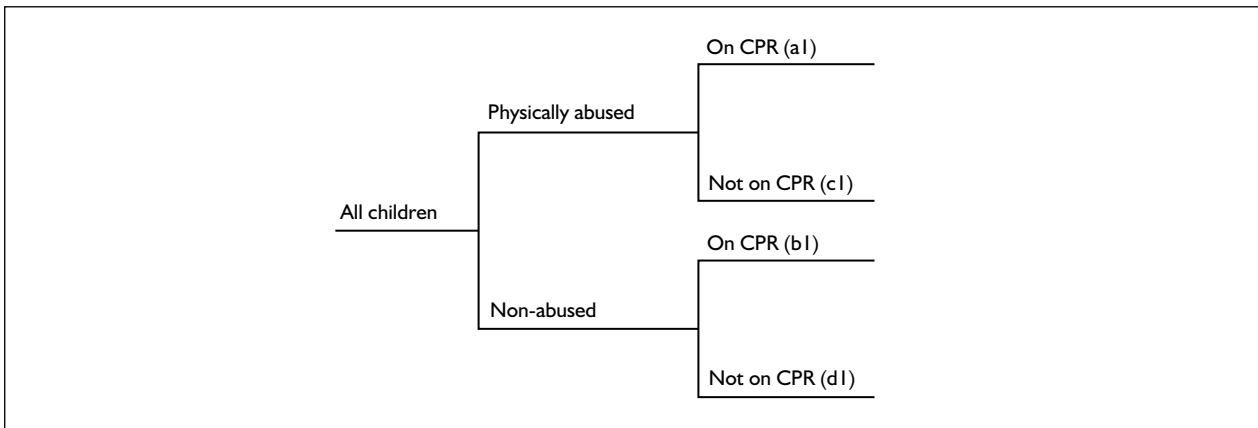 On CPR (a1)
Physically abused
Not on CPR (c1)
All children
On CPR (b1)
Non-abused
Not on CPR (d1)